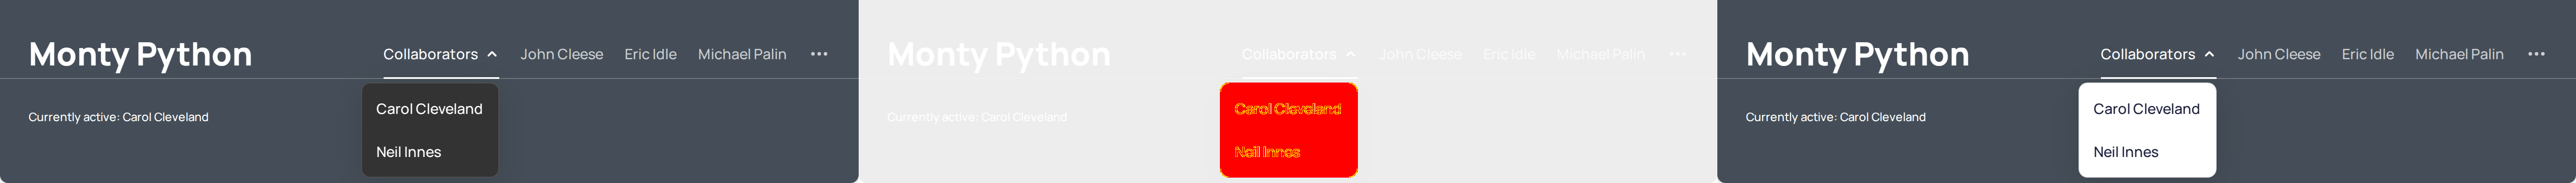 Monty Python Collaborators John Cleese Eric Idle Michael Palin
Currently active: Carol Cleveland
Carol Cleveland
Neil Innes
Monty Python Collaborators John Cleese Eric Idle Michael Palin
Currently active: Carol Cleveland
Carol Cleveland
Neil Innes
Monty Python Collaborators John Cleese Eric Idle Michael Palin
Currently active: Carol Cleveland
Carol Cleveland
Neil Innes